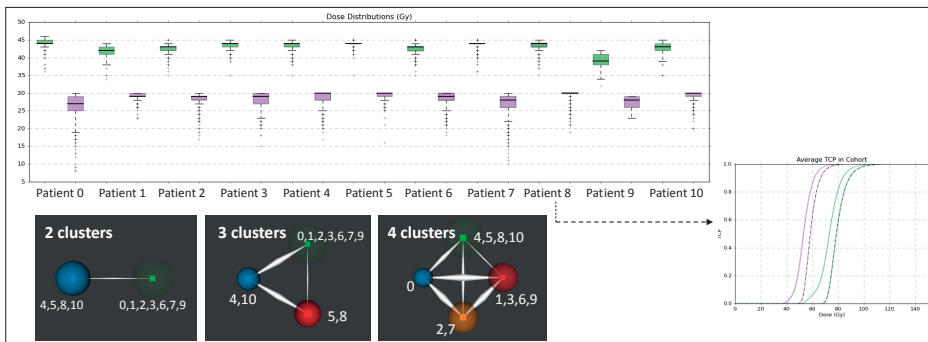 Dose Distributions (Gy)
50
45
40
35
30
25
20
15
10
5
Patient 0 Patient 1 Patient 2 Patient 3 Patient 4 Patient 5 Patient 6 Patient 7 Patient 8 Patient 9 Patient 10
2 clusters
4,5,8,10
0,1,2,3,6,7,9
3 clusters
0,1,2,3,6,7,9
4,10
5,8
4 clusters
4,5,8,10
0
1,3,6,9
2,7
Average TCP in Cohort
1.0
0.8
0.6
0.4
0.2
0.0
TCP
0 20 40 60 80 100 120 140 160
Dose (Gy)